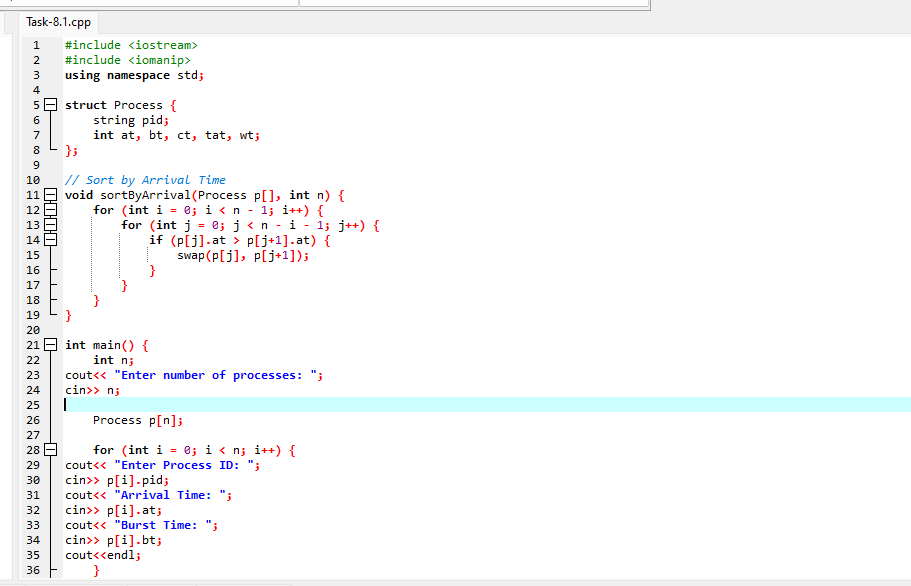 Task-8.1.cpp
1 #include <iostream>
2 #include <iomanip>
3 using namespace std;
4
5 struct Process {
6     string pid;
7     int at, bt, ct, tat, wt;
8 };
9
10 // Sort by Arrival Time
11 void sortByArrival(Process p[], int n) {
12     for (int i = 0; i < n - 1; i++) {
13         for (int j = 0; j < n - i - 1; j++) {
14             if (p[j].at > p[j+1].at) {
15                 swap(p[j], p[j+1]);
16             }
17         }
18     }
19 }
20
21 int main() {
22     int n;
23 cout<< "Enter number of processes: ";
24 cin>> n;
25
26     Process p[n];
27
28     for (int i = 0; i < n; i++) {
29 cout<< "Enter Process ID: ";
30 cin>> p[i].pid;
31 cout<< "Arrival Time: ";
32 cin>> p[i].at;
33 cout<< "Burst Time: ";
34 cin>> p[i].bt;
35 cout<<endl;
36     }